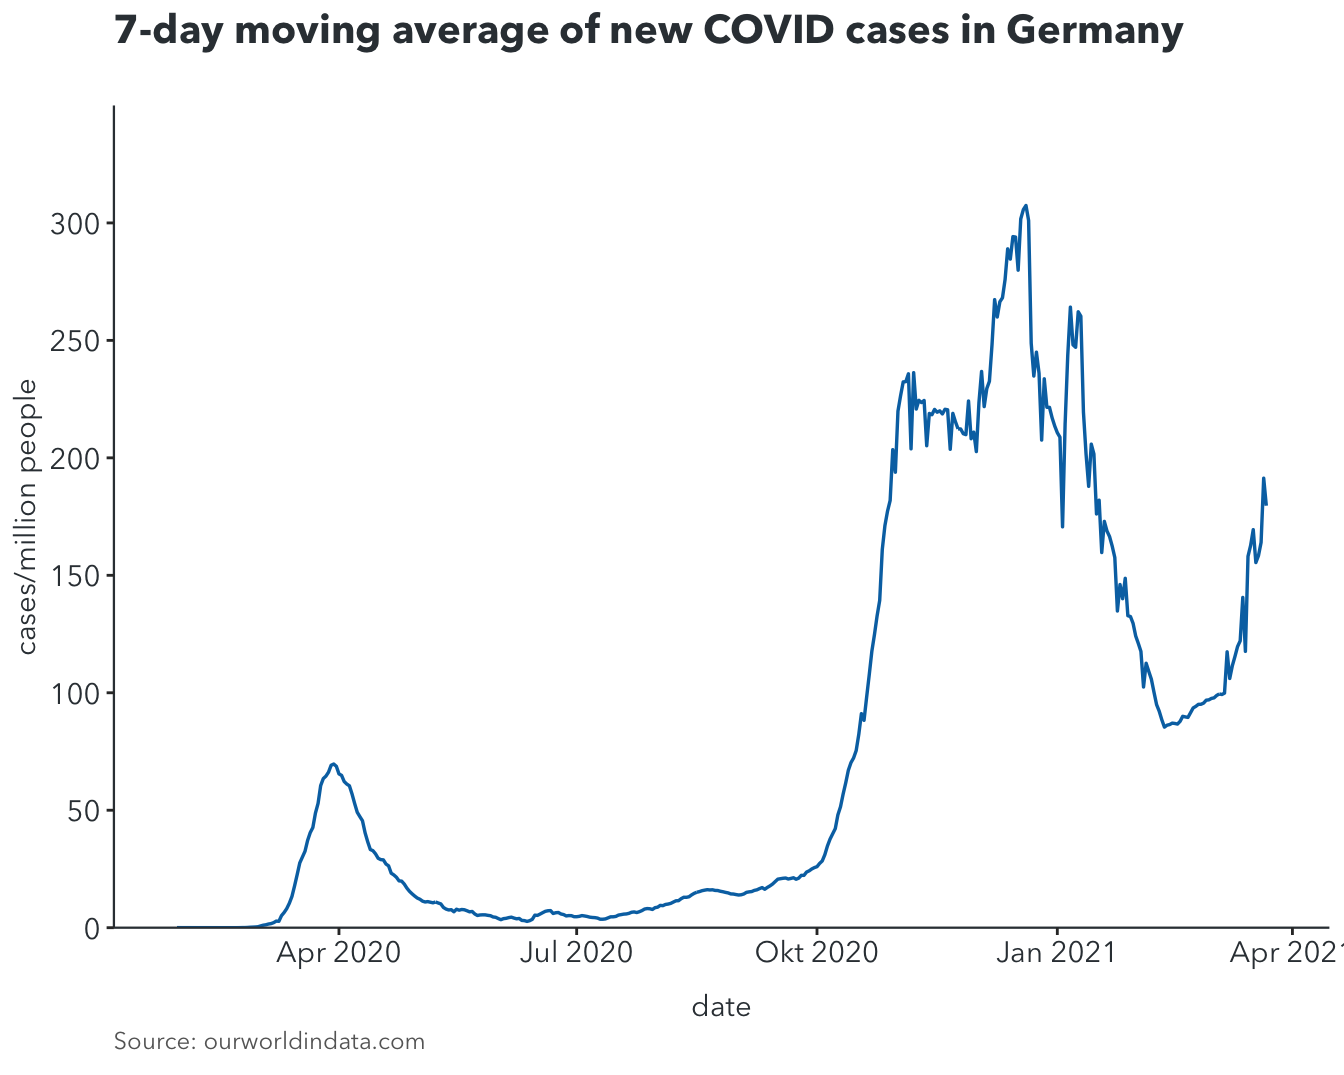 7-day moving average of new COVID cases in Germany
300
250
200
150
100
50
0
cases/million people
Apr 2020
Jul 2020
Okt 2020
Jan 2021
Apr 2021
date
Source: ourworldindata.com